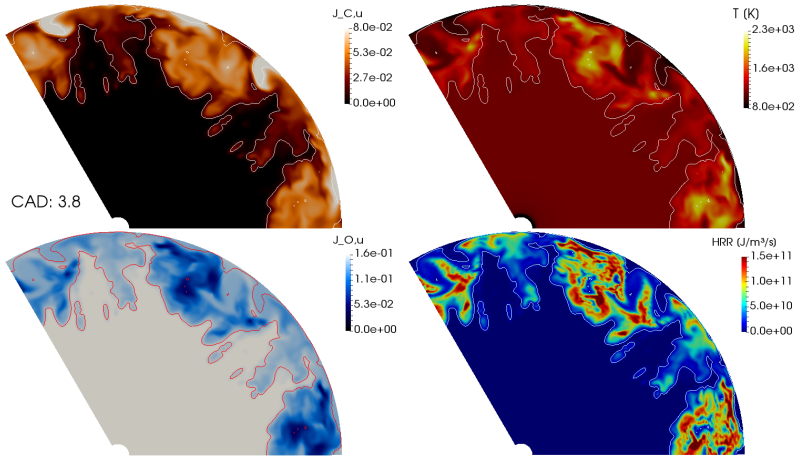 J_C,u
8.0e-02
5.3e-02
2.7e-02
0.0e+00
T (K)
2.3e+03
1.6e+03
8.0e+02
CAD: 3.8
J_O,u
1.6e-01
1.1e-01
5.3e-02
0.0e+00
HRR (J/m³/s)
1.5e+11
1.0e+11
5.0e+10
0.0e+00